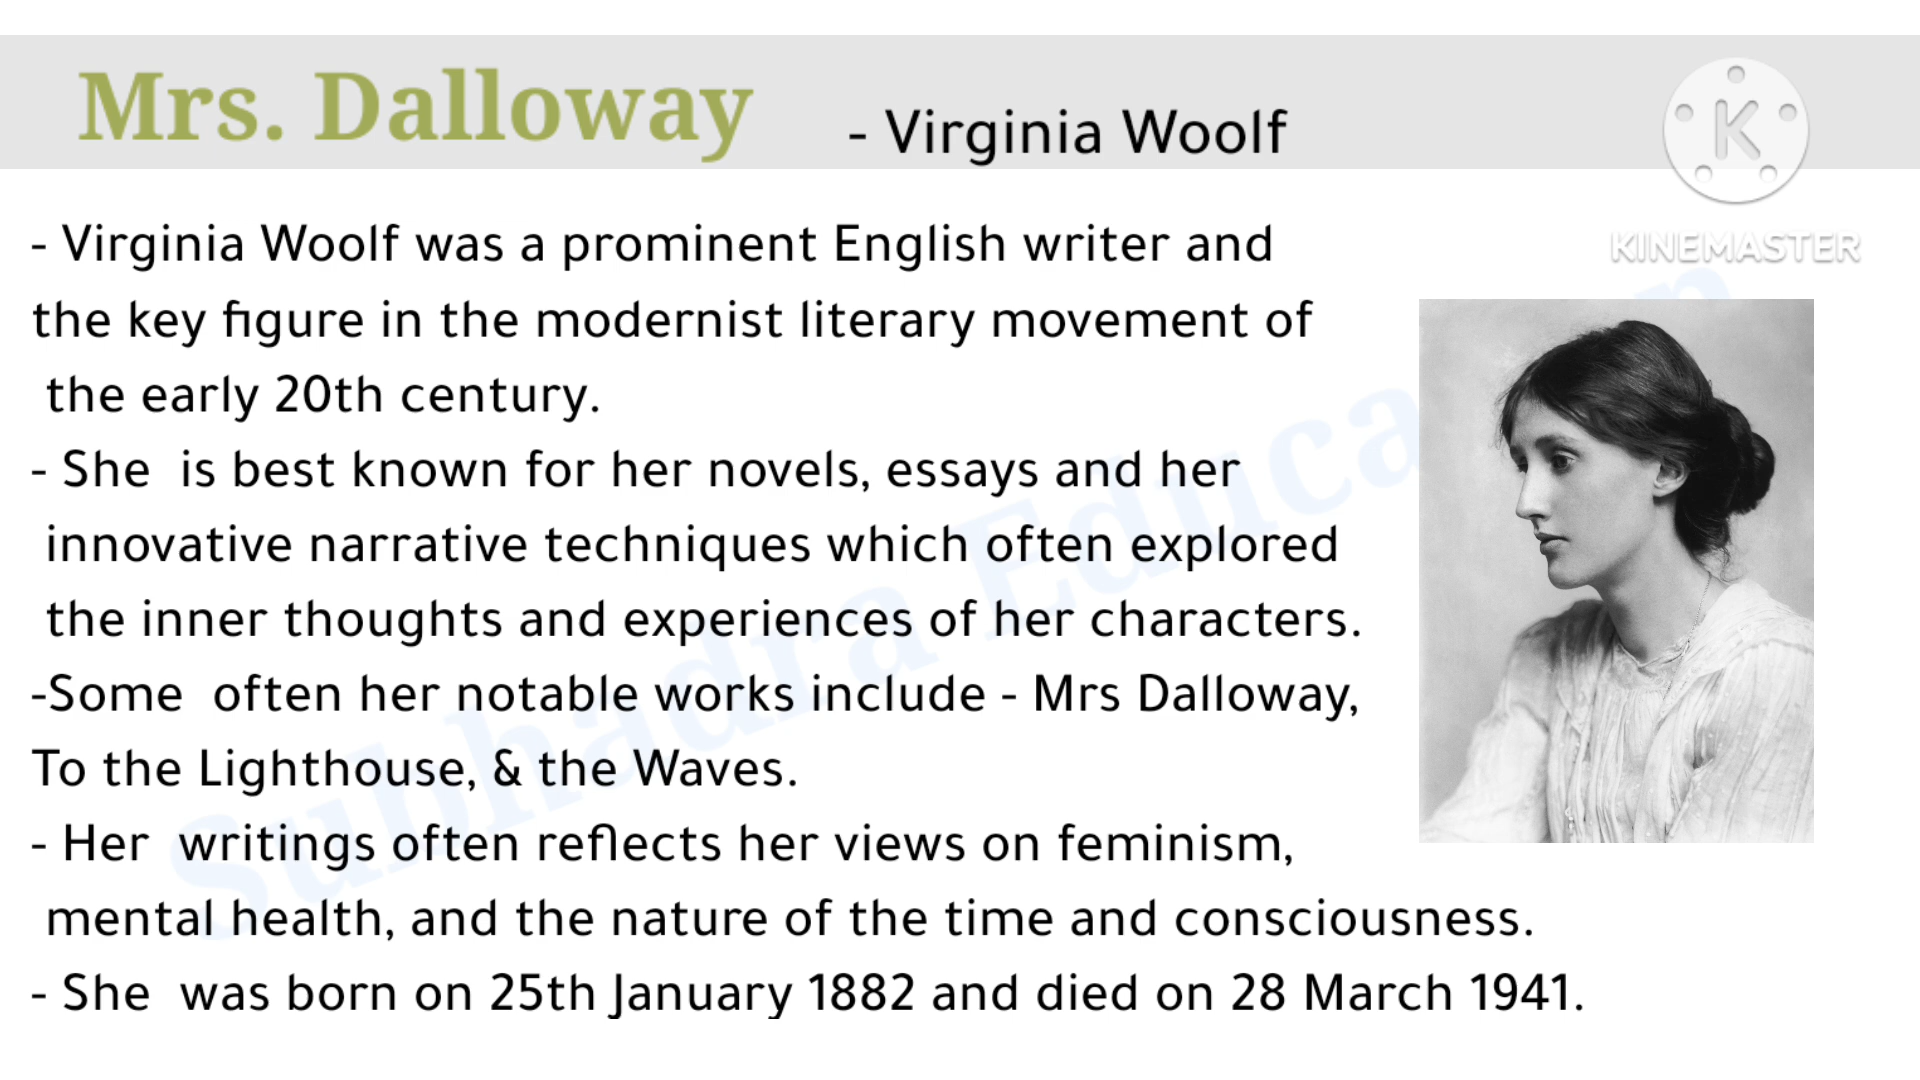 Mrs. Dalloway - Virginia Woolf
K
KINEMASTER
- Virginia Woolf was a prominent English writer and
the key figure in the modernist literary movement of
the early 20th century.
- She is best known for her novels, essays and her
innovative narrative techniques which often explored
the inner thoughts and experiences of her characters.
-Some often her notable works include - Mrs Dalloway,
To the Lighthouse, & the Waves.
- Her writings often reflects her views on feminism,
mental health, and the nature of the time and consciousness.
- She was born on 25th January 1882 and died on 28 March 1941.
Subhadra